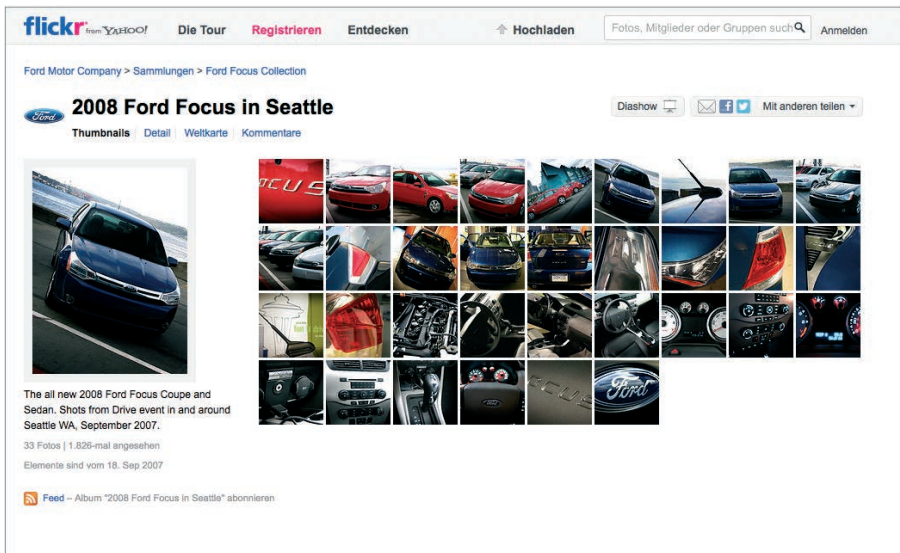 flickr from YAHOO! Die Tour Registrieren Entdecken Hochladen Fotos, Mitglieder oder Gruppen such Anmelden
Ford Motor Company > Sammlungen > Ford Focus Collection
Ford 2008 Ford Focus in Seattle Diashow Mit anderen teilen
Thumbnails Detail Weltkarte Kommentare
OCUS
The all new 2008 Ford Focus Coupe and
Sedan. Shots from Drive event in and around
Seattle WA, September 2007.
OCUS Ford
33 Fotos | 1.826-mal angesehen
Elemente sind vom 18. Sep 2007
Feed – Album "2008 Ford Focus in Seattle" abonnieren